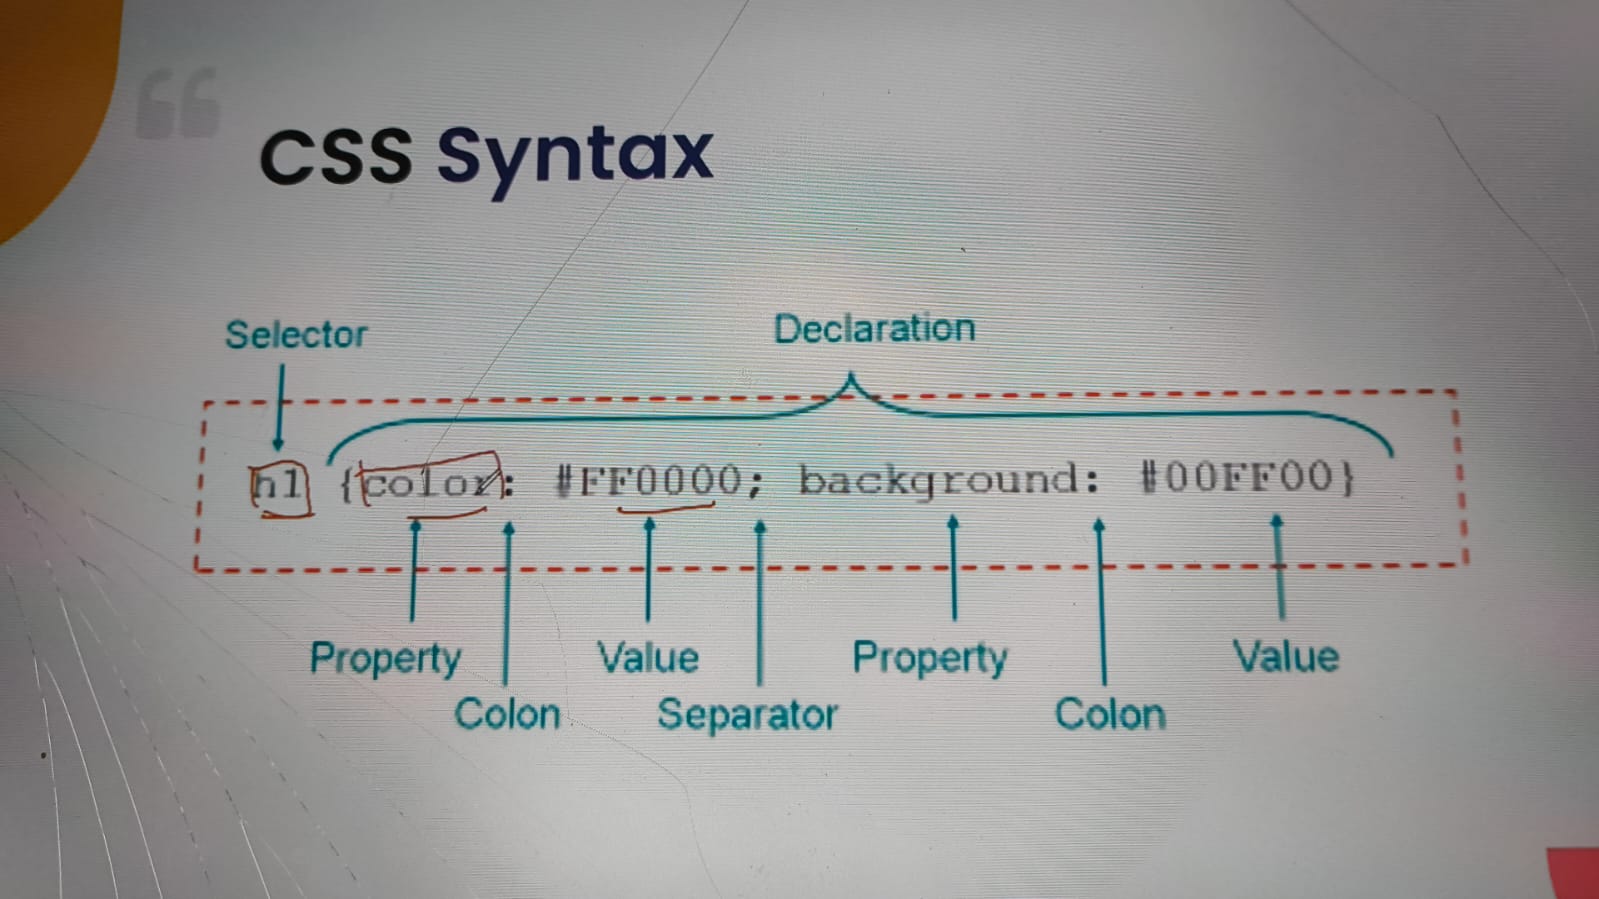 CSS Syntax
Selector
Declaration
h1 {color: #FF0000; background: #00FF00}
Property
Value
Property
Value
Colon
Separator
Colon